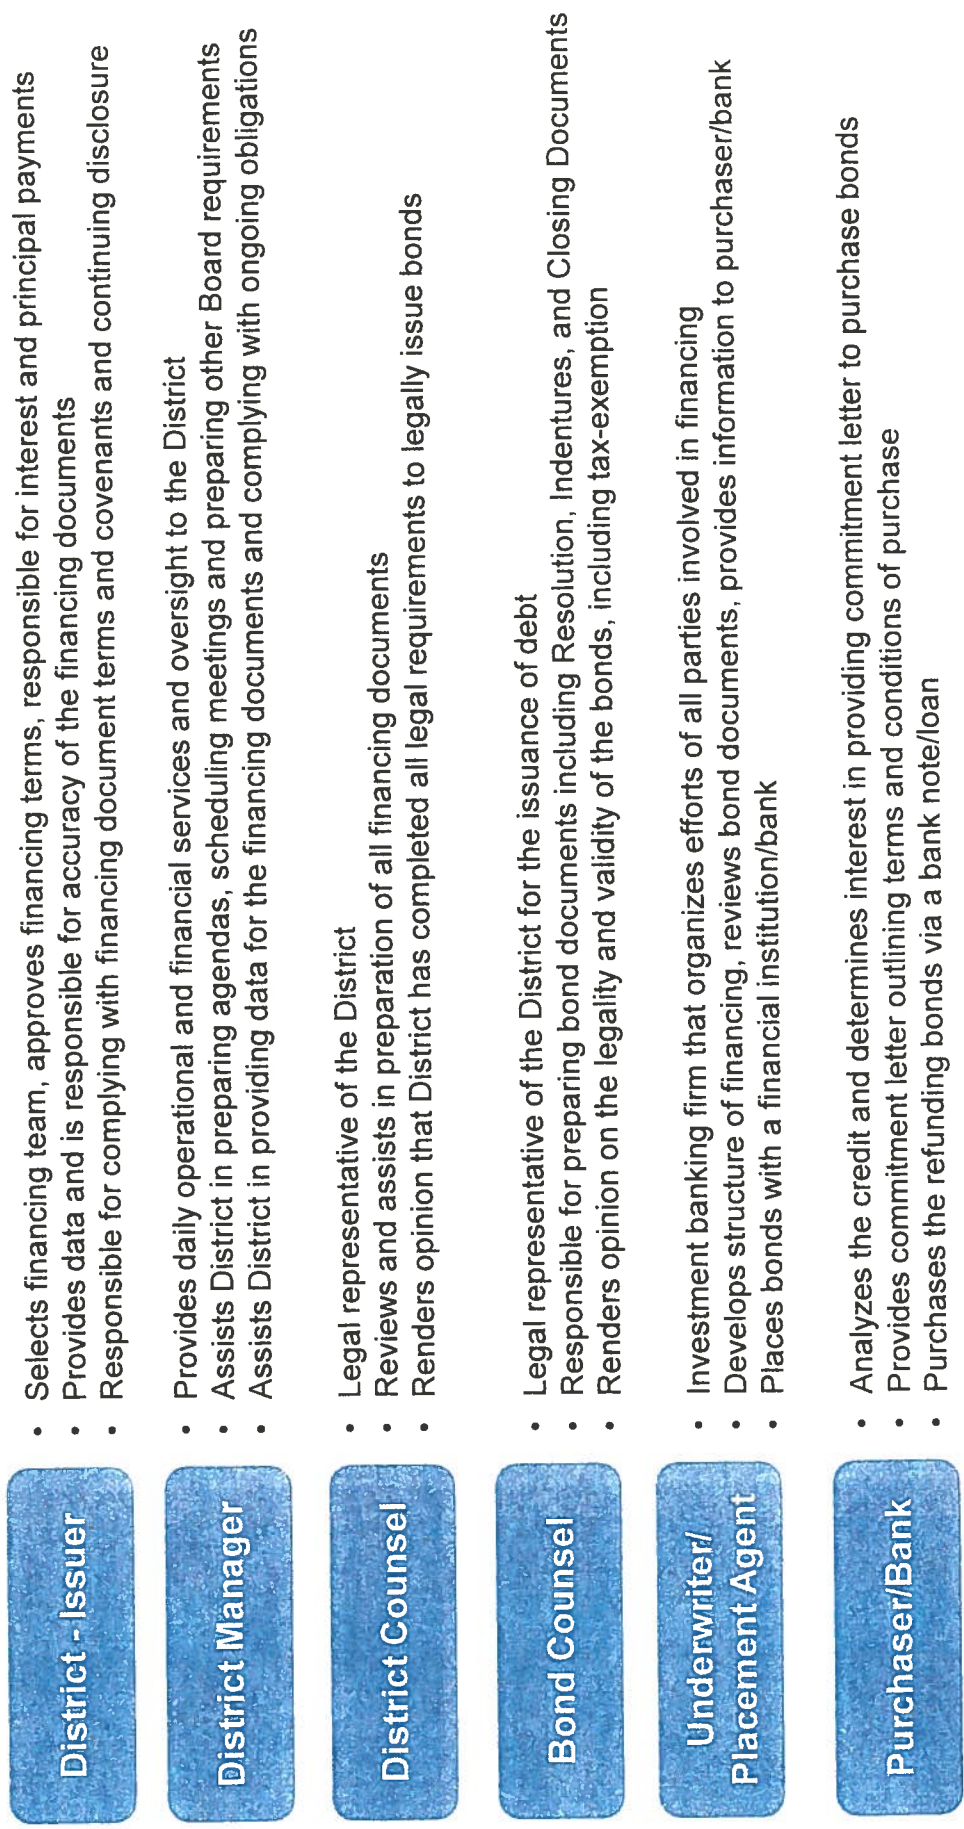 District - Issuer
• Selects financing team, approves financing terms, responsible for interest and principal payments
• Provides data and is responsible for accuracy of the financing documents
• Responsible for complying with financing document terms and covenants and continuing disclosure
District Manager
• Provides daily operational and financial services and oversight to the District
• Assists District in preparing agendas, scheduling meetings and preparing other Board requirements
• Assists District in providing data for the financing documents and complying with ongoing obligations
District Counsel
• Legal representative of the District
• Reviews and assists in preparation of all financing documents
• Renders opinion that District has completed all legal requirements to legally issue bonds
Bond Counsel
• Legal representative of the District for the issuance of debt
• Responsible for preparing bond documents including Resolution, Indentures, and Closing Documents
• Renders opinion on the legality and validity of the bonds, including tax-exemption
Underwriter/
Placement Agent
• Investment banking firm that organizes efforts of all parties involved in financing
• Develops structure of financing, reviews bond documents, provides information to purchaser/bank
• Places bonds with a financial institution/bank
Purchaser/Bank
• Analyzes the credit and determines interest in providing commitment letter to purchase bonds
• Provides commitment letter outlining terms and conditions of purchase
• Purchases the refunding bonds via a bank note/loan